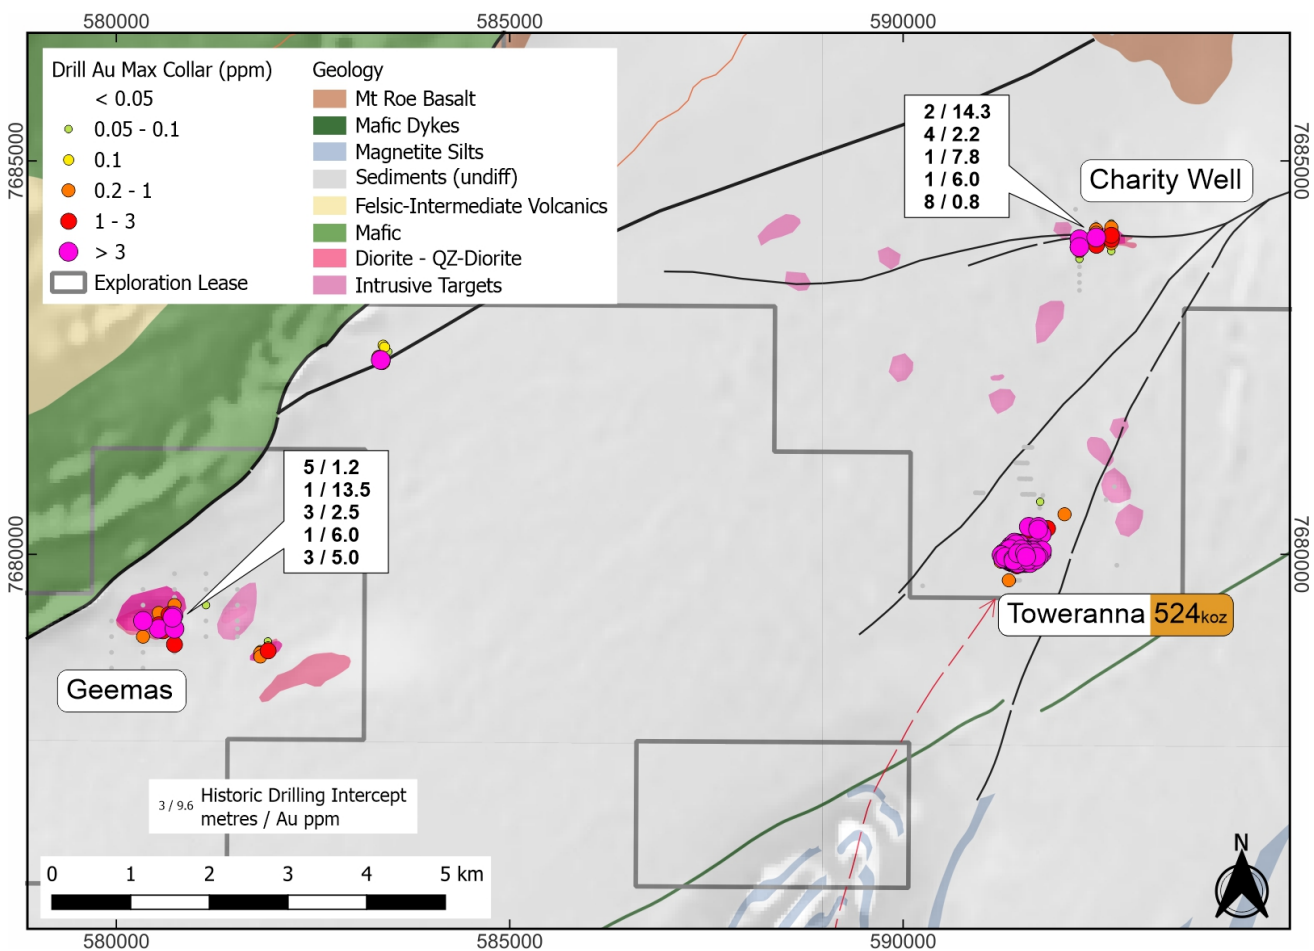 580000
585000
590000
Drill Au Max Collar (ppm)
< 0.05
0.05 - 0.1
0.1
0.2 - 1
1 - 3
> 3
Exploration Lease
Geology
Mt Roe Basalt
Mafic Dykes
Magnetite Silts
Sediments (undiff)
Felsic-Intermediate Volcanics
Mafic
Diorite - QZ-Diorite
Intrusive Targets
7685000
7685000
2 / 14.3
4 / 2.2
1 / 7.8
1 / 6.0
8 / 0.8
Charity Well
5 / 1.2
1 / 13.5
3 / 2.5
1 / 6.0
3 / 5.0
7680000
7680000
Toweranna 524koz
Geemas
3 / 9.6 Historic Drilling Intercept
metres / Au ppm
0 1 2 3 4 5 km
N
580000
585000
590000